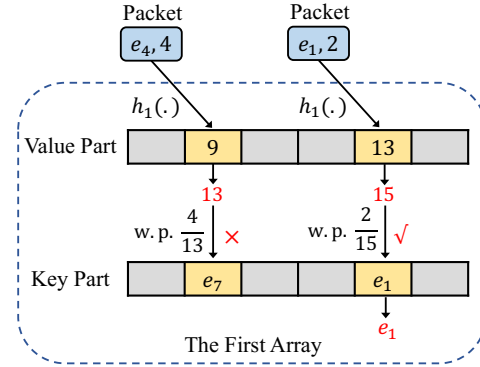 Packet Packet
e₄, 4 e₁, 2
h₁(.) h₁(.)
Value Part 9 13
13 15
w.p. 4/13 × w.p. 2/15 √
Key Part e₇ e₁
e₁
The First Array